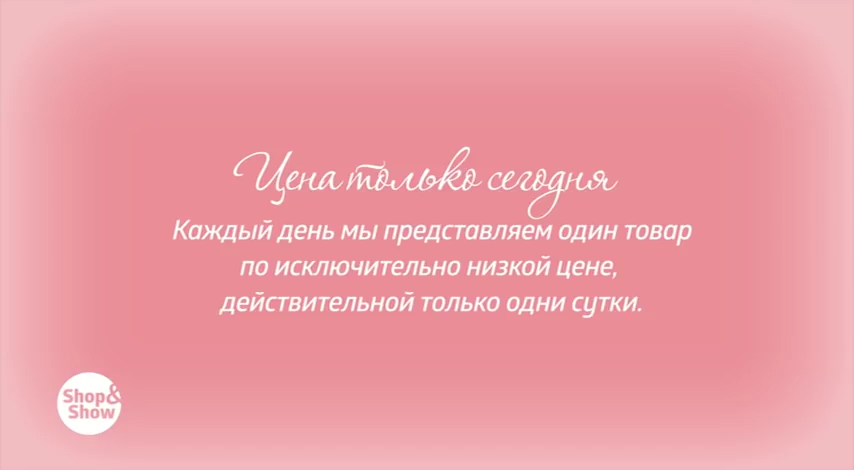 Цена только сегодня
Каждый день мы представляем один товар
по исключительно низкой цене,
действительной только одни сутки.
Shop&
Show